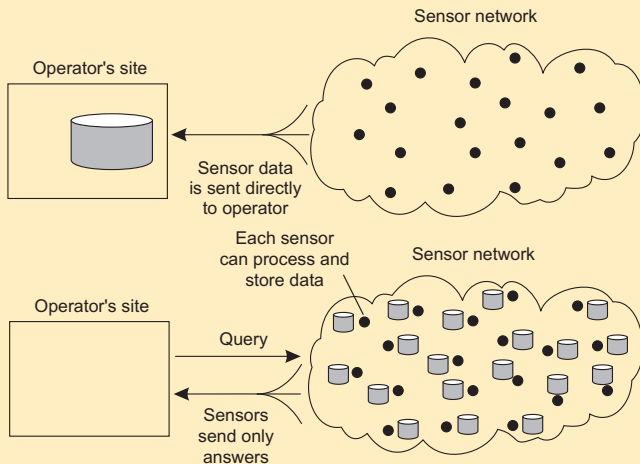 Sensor network
Operator's site
Sensor data
is sent directly
to operator
Each sensor
can process and
store data
Sensor network
Operator's site
Query
Sensors
send only
answers